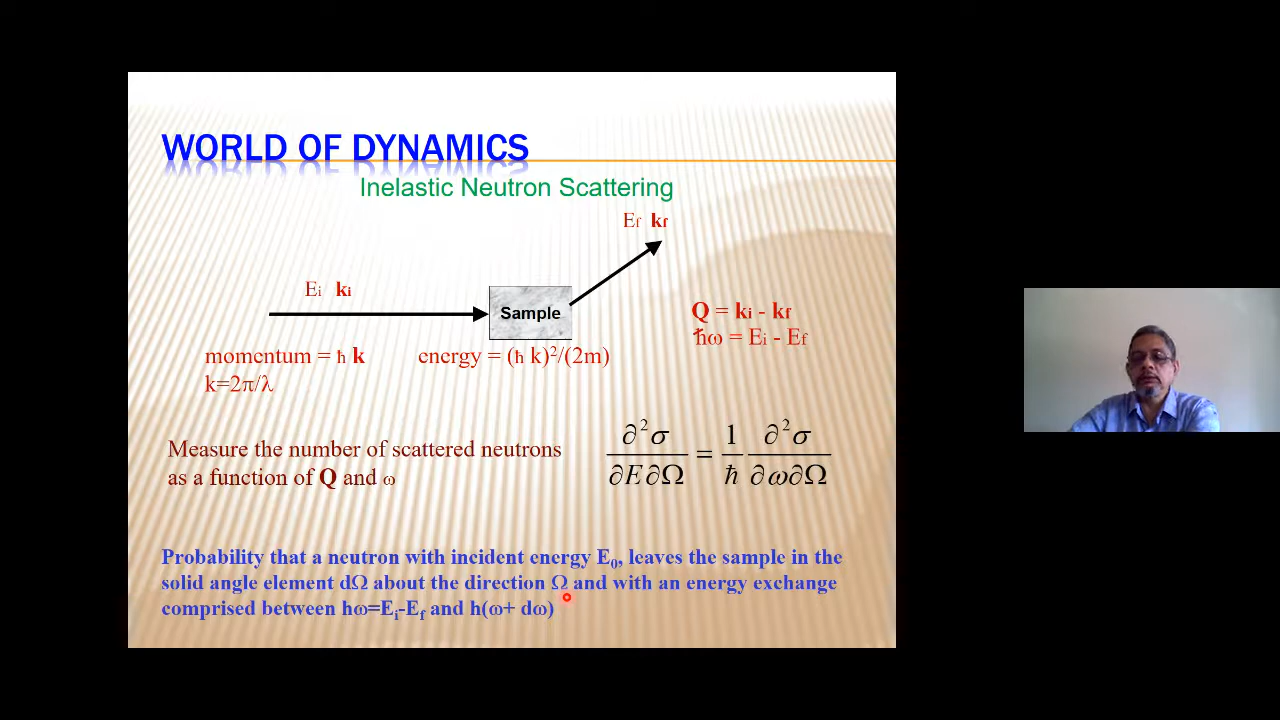 WORLD OF DYNAMICS
Inelastic Neutron Scattering
Ef kf
Ei ki
Sample
Q = ki - kf
ħω = Ei - Ef
momentum = ħ k energy = (ħ k)²/(2m)
k=2π/λ
Measure the number of scattered neutrons
as a function of Q and ω
∂²σ/∂E∂Ω = 1/ħ ∂²σ/∂ω∂Ω
Probability that a neutron with incident energy E₀, leaves the sample in the
solid angle element dΩ about the direction Ω and with an energy exchange
comprised between hω=Ei-Ef and h(ω+ dω)